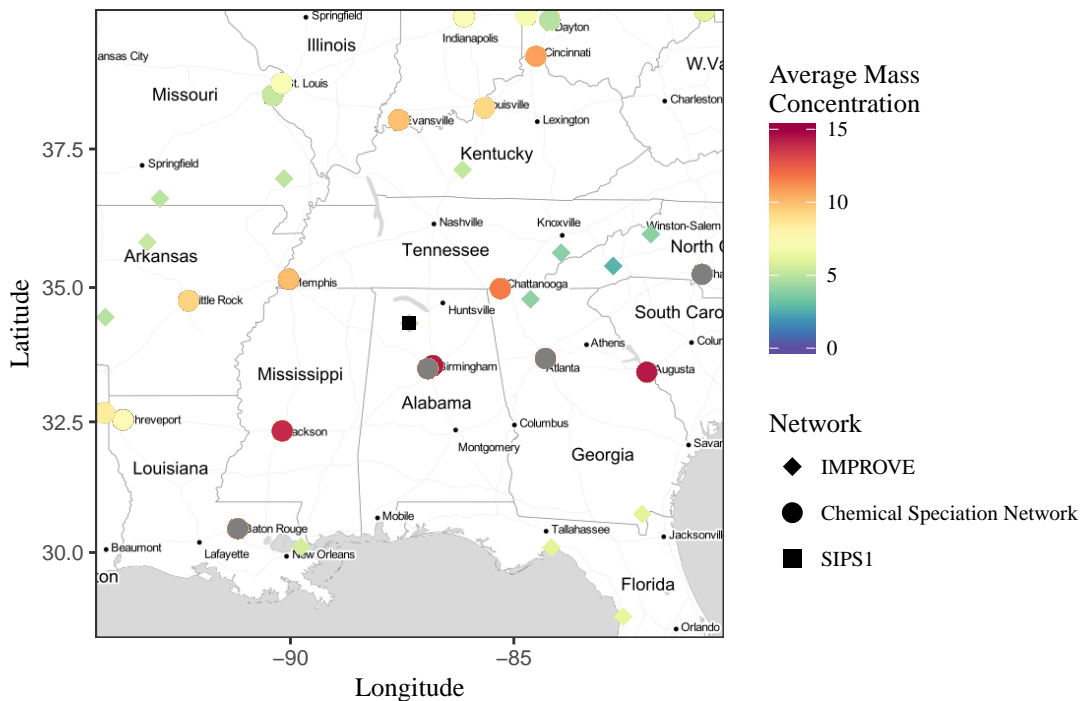 Springfield
Illinois
Indianapolis
Dayton
Cincinnati
ansas City
W.Va
St. Louis
Missouri
Charleston
Louisville
Evansville
Lexington
Kentucky
Springfield
Nashville
Knoxville
Winston-Salem
Tennessee
North C
Arkansas
Memphis
Chattanooga
Little Rock
Huntsville
South Caro
Athens
Colum
Birmingham
Atlanta
Augusta
Mississippi
Alabama
Shreveport
Jackson
Columbus
Montgomery
Georgia
Savan
Louisiana
Mobile
Baton Rouge
Tallahassee
Jacksonvill
Beaumont
Lafayette
New Orleans
ton
Florida
Orlando
37.5
35.0
32.5
30.0
Latitude
−90
−85
Longitude
Average Mass
Concentration
15
10
5
0
Network
IMPROVE
Chemical Speciation Network
SIPS1